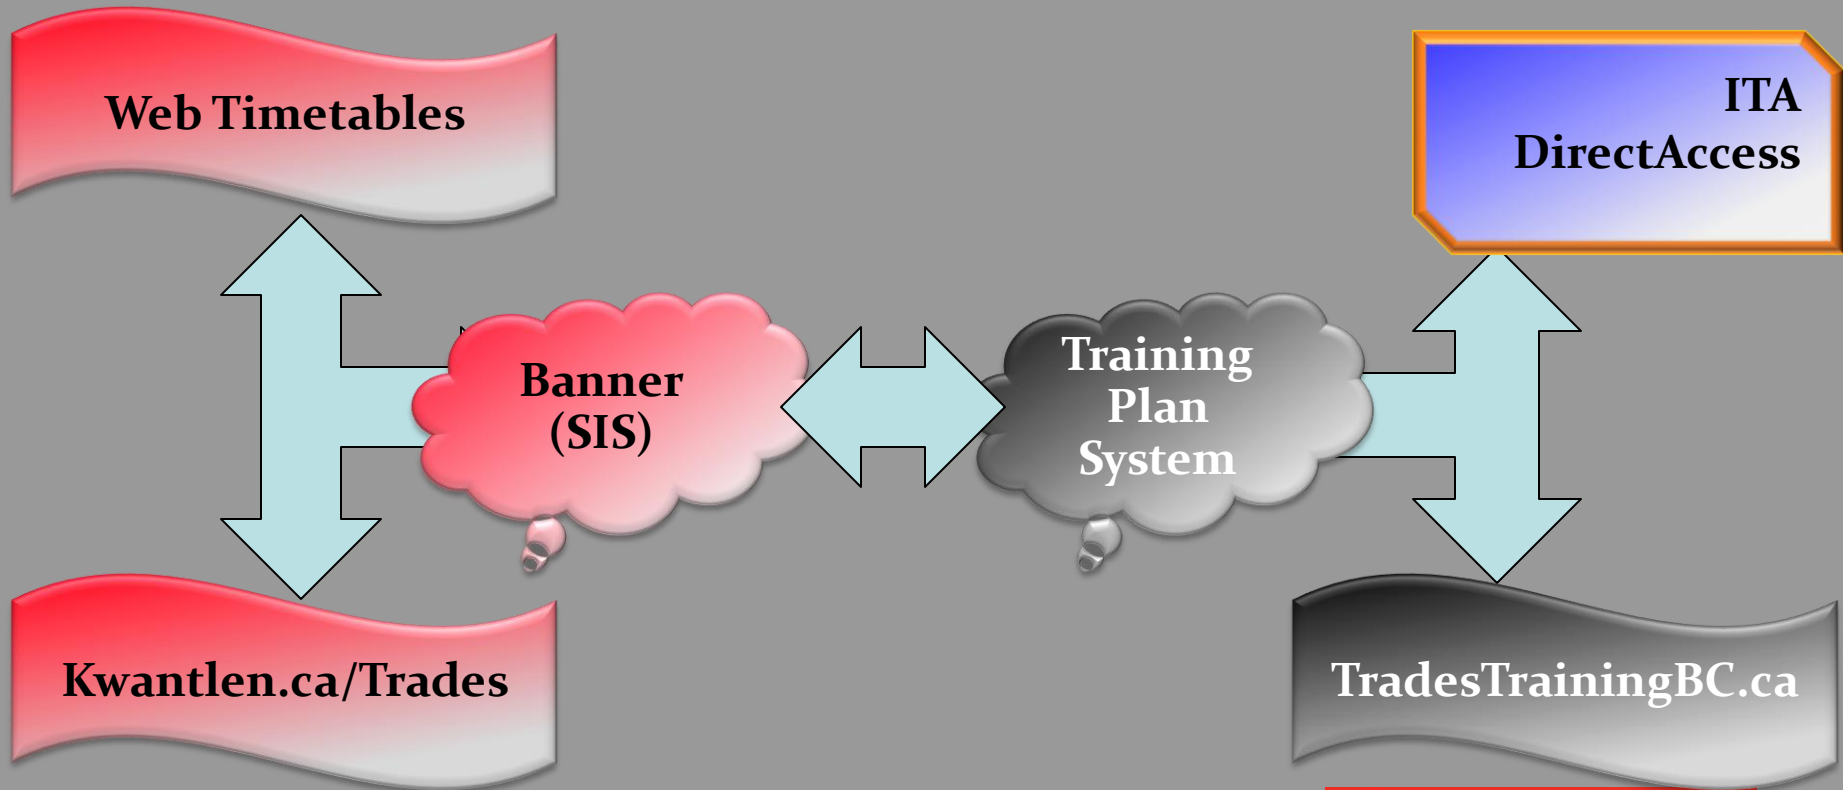 Web Timetables
ITA
DirectAccess
Banner
(SIS)
Training
Plan
System
Kwantlen.ca/Trades
TradesTrainingBC.ca